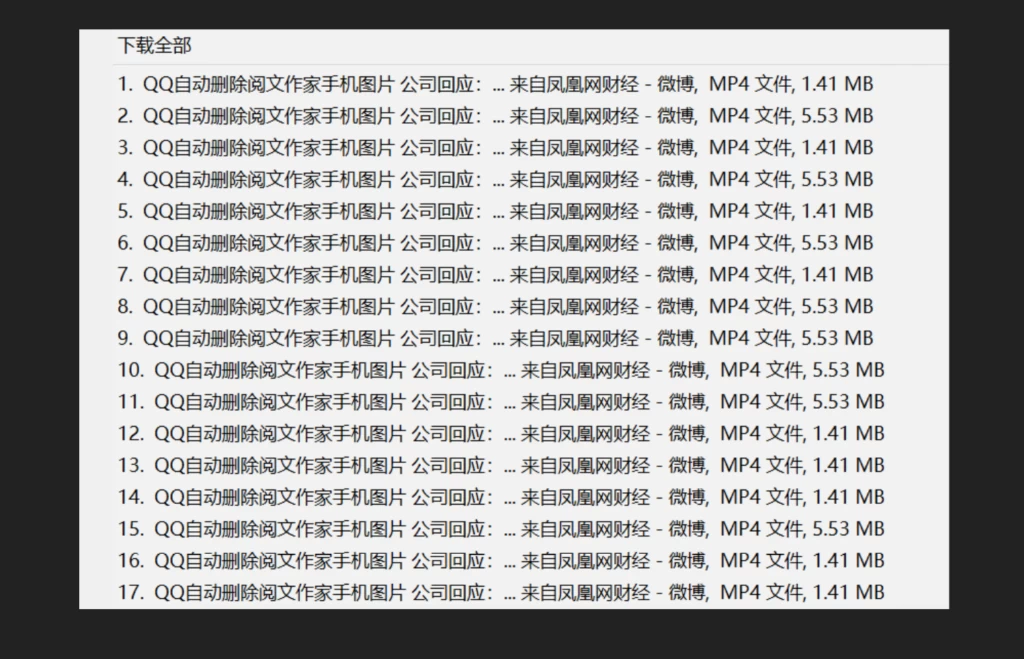 下载全部
1. QQ自动删除阅文作家手机图片 公司回应：... 来自凤凰网财经 - 微博, MP4 文件, 1.41 MB
2. QQ自动删除阅文作家手机图片 公司回应：... 来自凤凰网财经 - 微博, MP4 文件, 5.53 MB
3. QQ自动删除阅文作家手机图片 公司回应：... 来自凤凰网财经 - 微博, MP4 文件, 1.41 MB
4. QQ自动删除阅文作家手机图片 公司回应：... 来自凤凰网财经 - 微博, MP4 文件, 5.53 MB
5. QQ自动删除阅文作家手机图片 公司回应：... 来自凤凰网财经 - 微博, MP4 文件, 1.41 MB
6. QQ自动删除阅文作家手机图片 公司回应：... 来自凤凰网财经 - 微博, MP4 文件, 5.53 MB
7. QQ自动删除阅文作家手机图片 公司回应：... 来自凤凰网财经 - 微博, MP4 文件, 1.41 MB
8. QQ自动删除阅文作家手机图片 公司回应：... 来自凤凰网财经 - 微博, MP4 文件, 5.53 MB
9. QQ自动删除阅文作家手机图片 公司回应：... 来自凤凰网财经 - 微博, MP4 文件, 5.53 MB
10. QQ自动删除阅文作家手机图片 公司回应：... 来自凤凰网财经 - 微博, MP4 文件, 5.53 MB
11. QQ自动删除阅文作家手机图片 公司回应：... 来自凤凰网财经 - 微博, MP4 文件, 5.53 MB
12. QQ自动删除阅文作家手机图片 公司回应：... 来自凤凰网财经 - 微博, MP4 文件, 1.41 MB
13. QQ自动删除阅文作家手机图片 公司回应：... 来自凤凰网财经 - 微博, MP4 文件, 1.41 MB
14. QQ自动删除阅文作家手机图片 公司回应：... 来自凤凰网财经 - 微博, MP4 文件, 1.41 MB
15. QQ自动删除阅文作家手机图片 公司回应：... 来自凤凰网财经 - 微博, MP4 文件, 5.53 MB
16. QQ自动删除阅文作家手机图片 公司回应：... 来自凤凰网财经 - 微博, MP4 文件, 1.41 MB
17. QQ自动删除阅文作家手机图片 公司回应：... 来自凤凰网财经 - 微博, MP4 文件, 1.41 MB